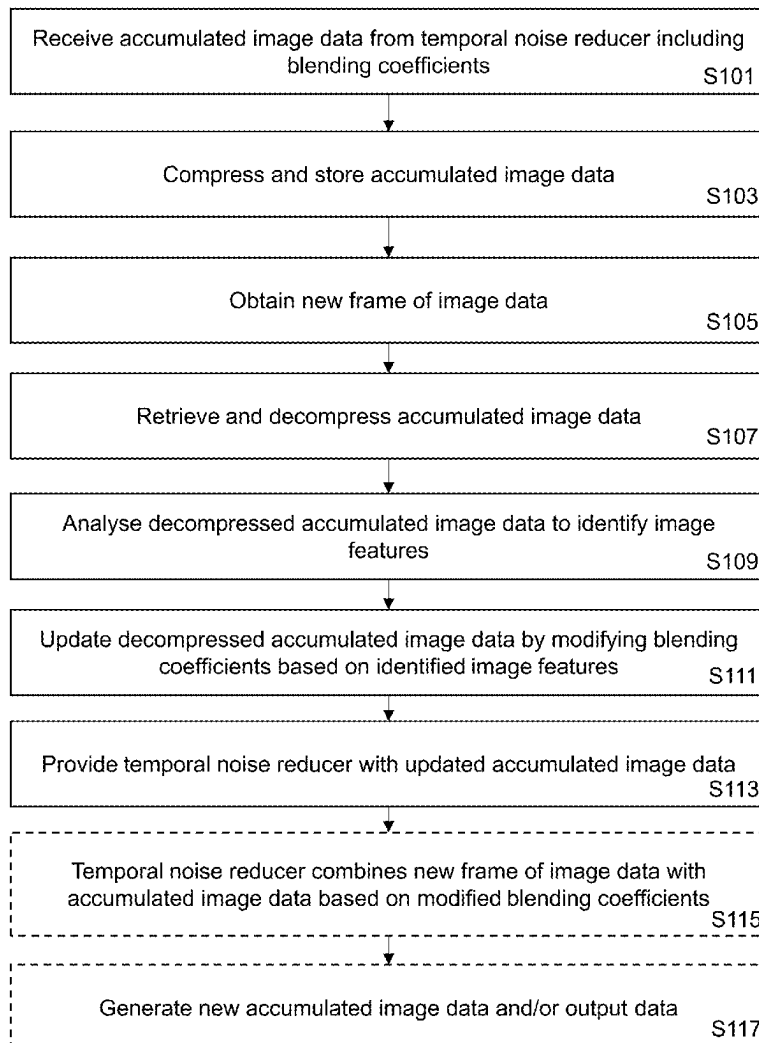 Receive accumulated image data from temporal noise reducer including
blending coefficients
S101
Compress and store accumulated image data
S103
Obtain new frame of image data
S105
Retrieve and decompress accumulated image data
S107
Analyse decompressed accumulated image data to identify image
features
S109
Update decompressed accumulated image data by modifying blending
coefficients based on identified image features
S111
Provide temporal noise reducer with updated accumulated image data
S113
Temporal noise reducer combines new frame of image data with
accumulated image data based on modified blending coefficients
S115
Generate new accumulated image data and/or output data
S117